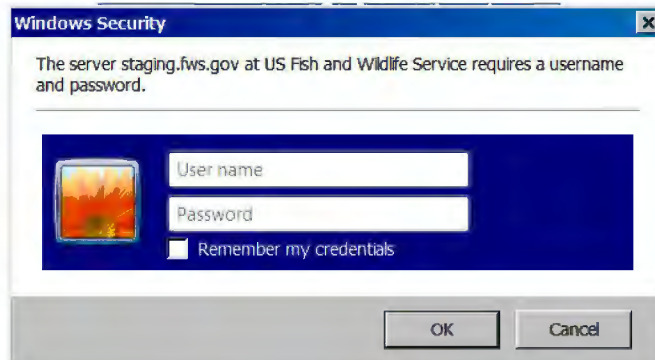 Windows Security
The server staging.fws.gov at US Fish and Wildlife Service requires a username
and password.
User name
Password
Remember my credentials
OK
Cancel